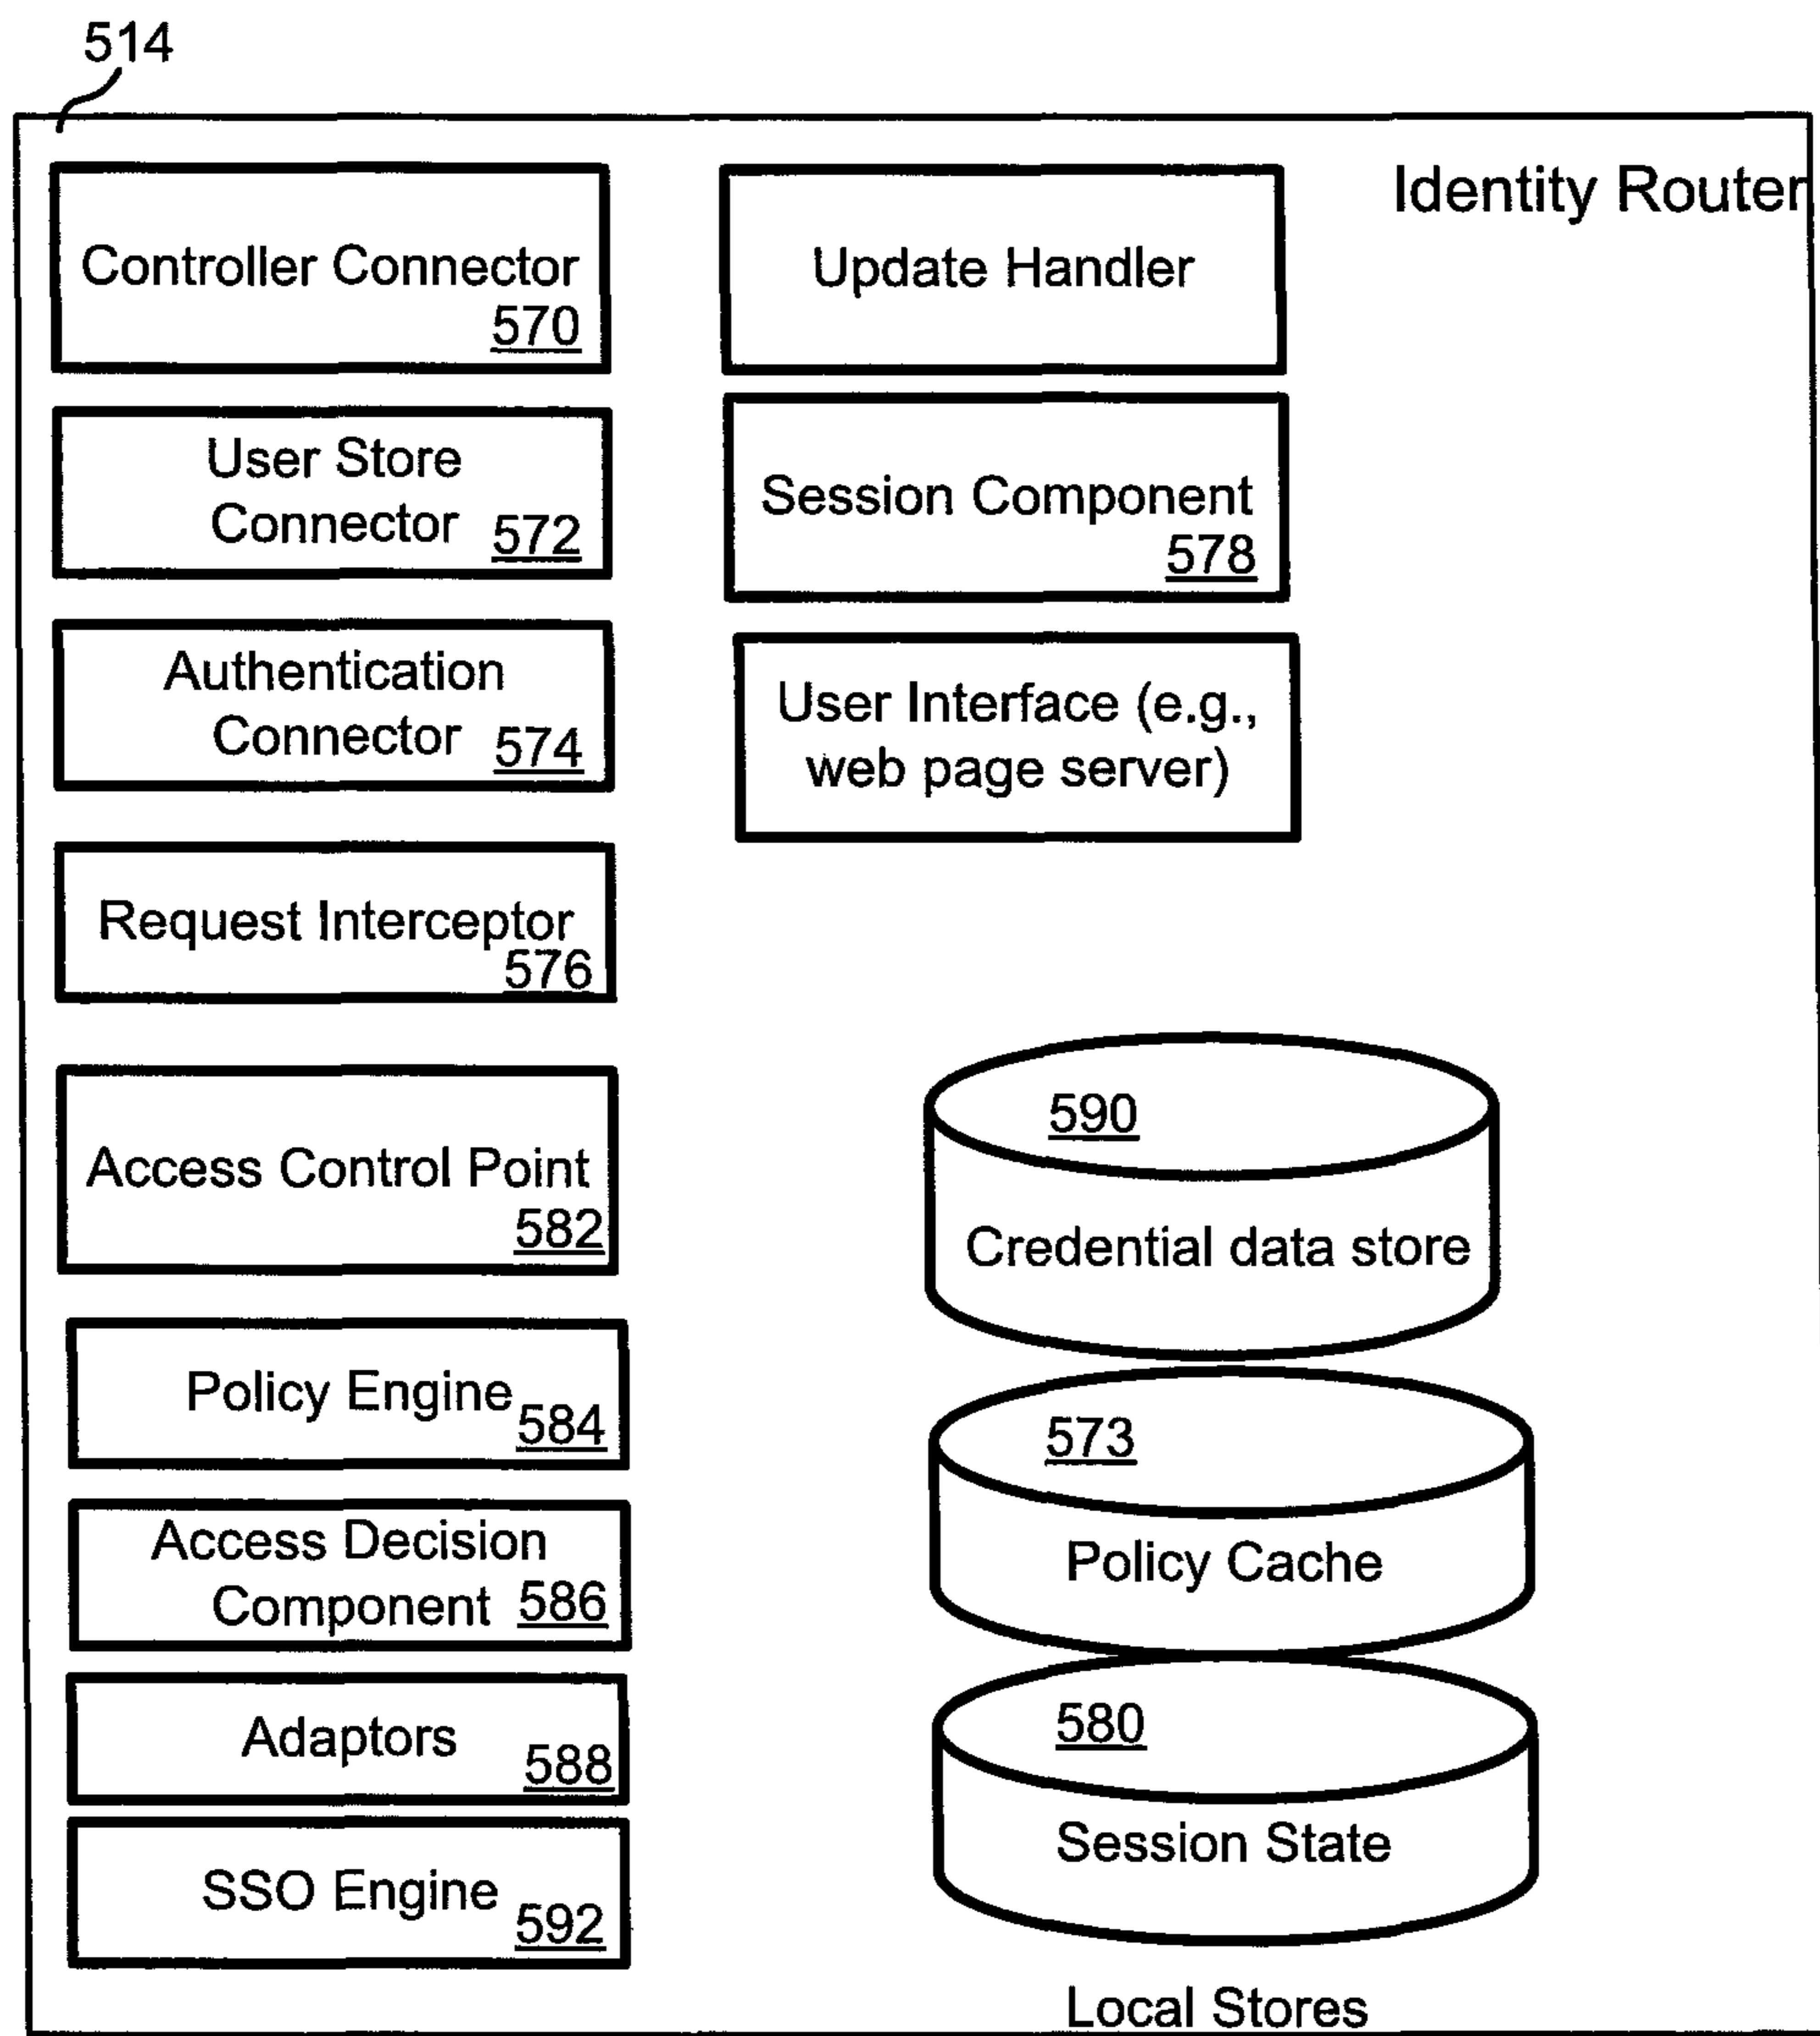 514
Identity Router
Controller Connector
570
Update Handler
User Store
Connector 572
Session Component
578
Authentication
Connector 574
User Interface (e.g.,
web page server)
Request Interceptor
576
Access Control Point
582
590
Credential data store
Policy Engine 584
573
Policy Cache
Access Decision
Component 586
Adaptors 588
580
Session State
SSO Engine 592
Local Stores